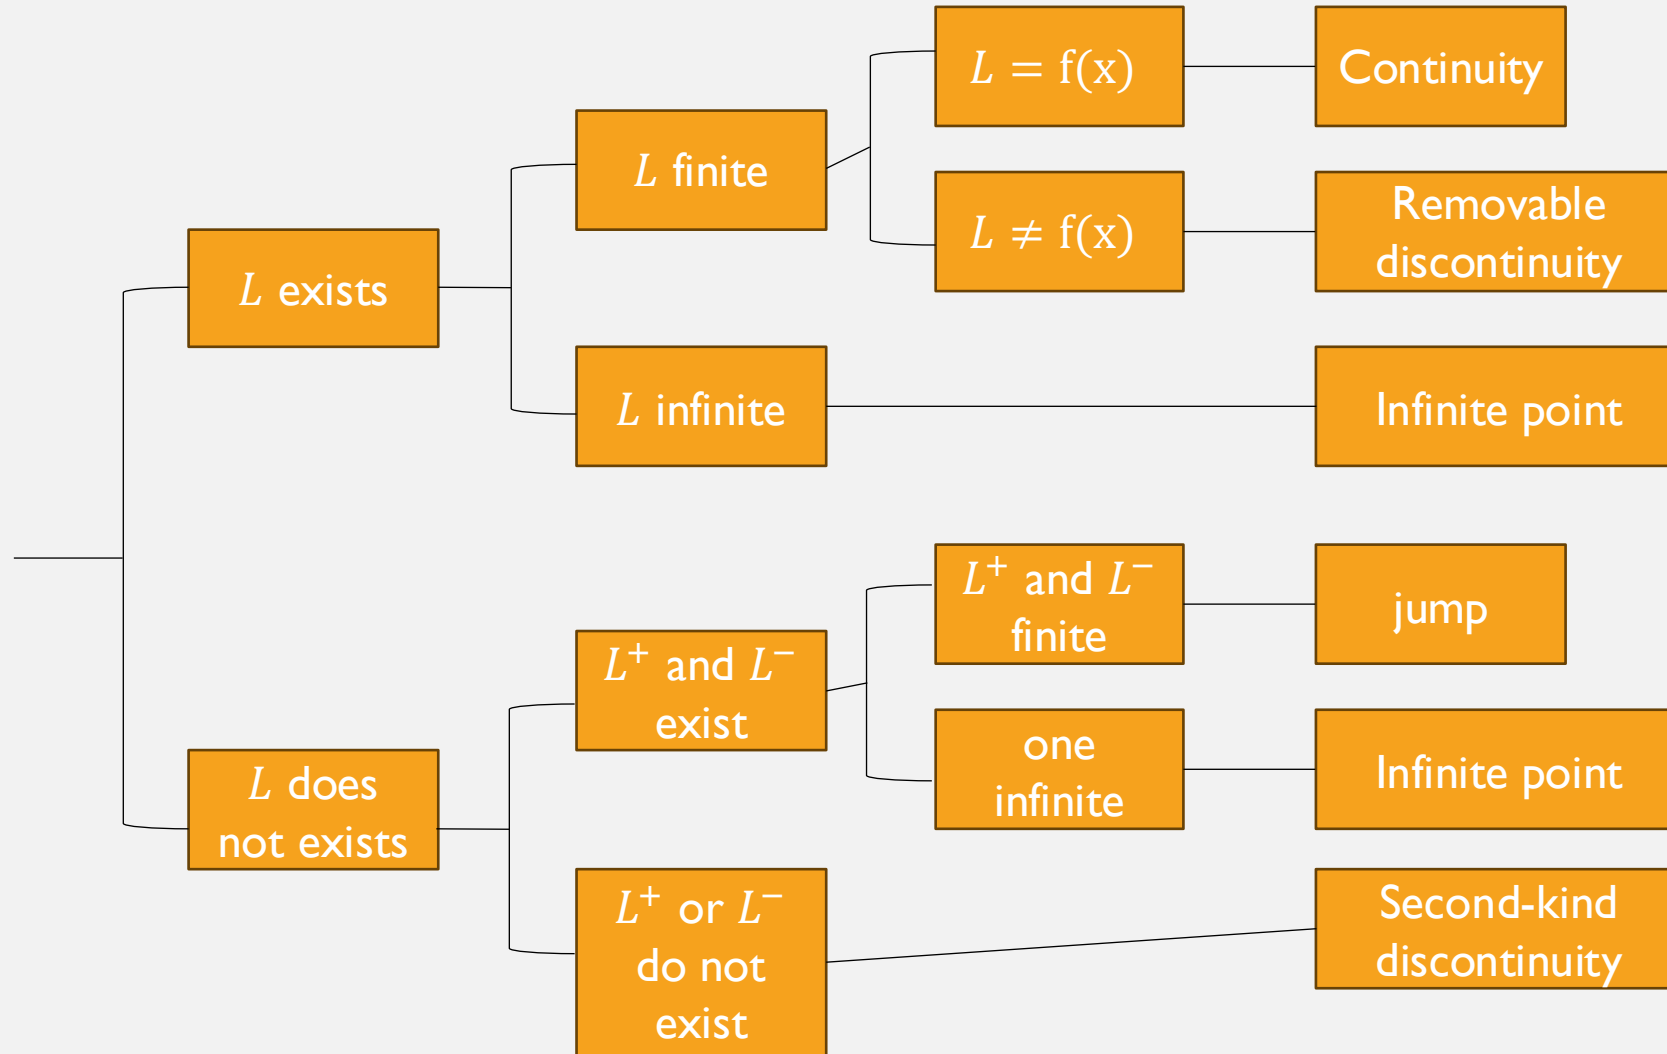 L = f(x)
Continuity
L finite
L ≠ f(x)
Removable
discontinuity
L exists
L infinite
Infinite point
L⁺ and L⁻
finite
jump
L⁺ and L⁻
exist
one
infinite
Infinite point
L does
not exists
L⁺ or L⁻
do not
exist
Second-kind
discontinuity